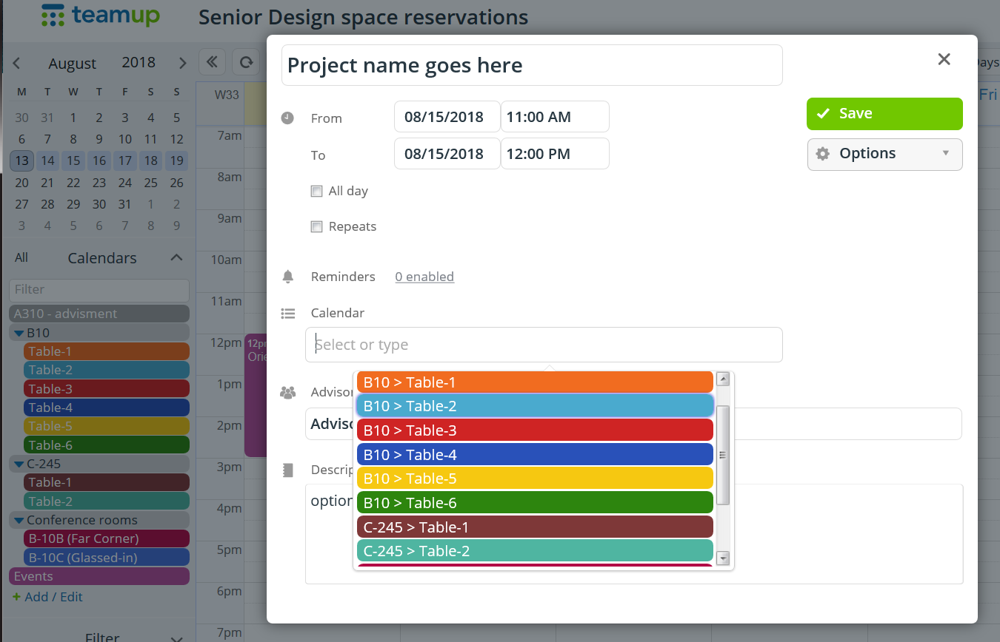 teamup
Senior Design space reservations
August 2018
M T W T F S S
30 31 1 2 3 4 5
6 7 8 9 10 11 12
13 14 15 16 17 18 19
20 21 22 23 24 25 26
27 28 29 30 31 1 2
3 4 5 6 7 8 9
All Calendars
Filter
A310 - advisment
B10
Table-1
Table-2
Table-3
Table-4
Table-5
Table-6
C-245
Table-1
Table-2
Conference rooms
B-10B (Far Corner)
B-10C (Glassed-in)
Events
+ Add / Edit
Filter
W33
7am
8am
9am
10am
11am
12pm
1pm
2pm
3pm
4pm
5pm
6pm
7pm
Days
Fri
Project name goes here
From 08/15/2018 11:00 AM
To 08/15/2018 12:00 PM
All day
Repeats
Save
Options
Reminders 0 enabled
Calendar
Select or type
B10 > Table-1
B10 > Table-2
B10 > Table-3
B10 > Table-4
B10 > Table-5
B10 > Table-6
C-245 > Table-1
C-245 > Table-2